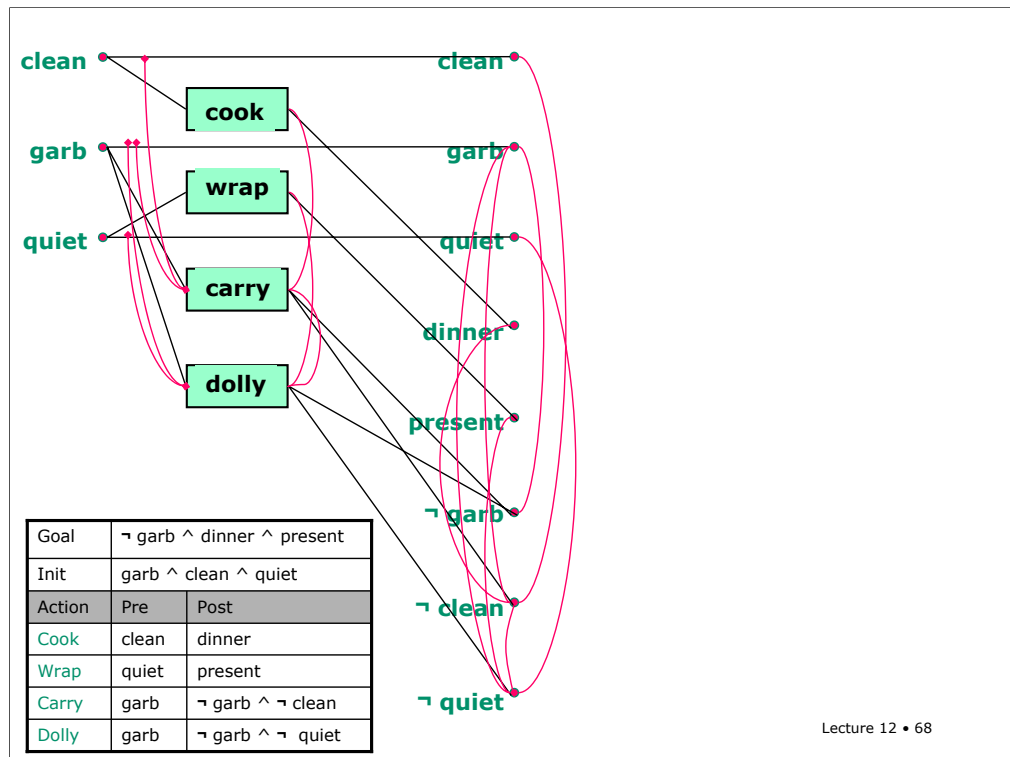 clean clean
cook
garb garb
wrap
quiet quiet
carry
dinner
dolly
present
¬ garb
¬ clean
¬ quiet
Goal ¬ garb ^ dinner ^ present
Init garb ^ clean ^ quiet
Action Pre Post
Cook clean dinner
Wrap quiet present
Carry garb ¬ garb ^ ¬ clean
Dolly garb ¬ garb ^ ¬ quiet
Lecture 12 • 68